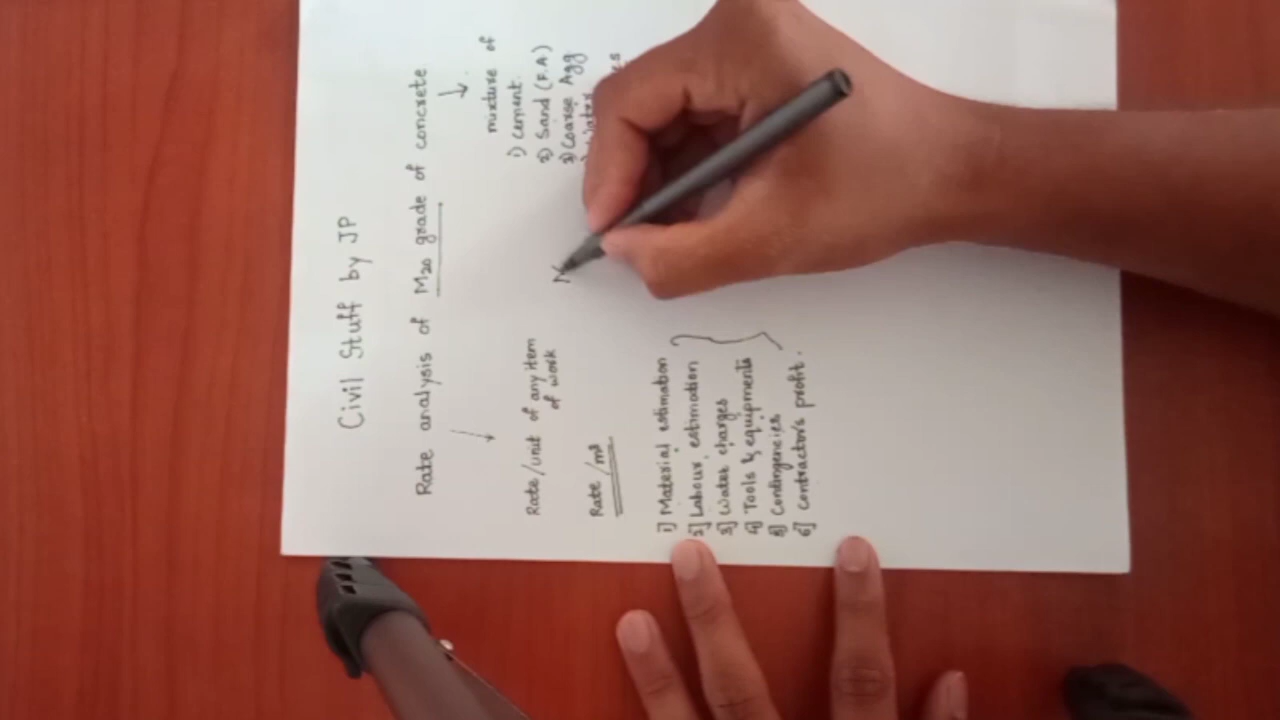 Civil Stuff by JP
Rate analysis of M20 grade of concrete
Rate/unit of any item
of work
Rate/m³
mixture of
1) Cement
2) Sand (F.A)
3) Coarse Agg
1] Material estimation
2] Labour estimation
3] Water charges
4] Tools & equipments
5] Contingencies
6] contractors profit.